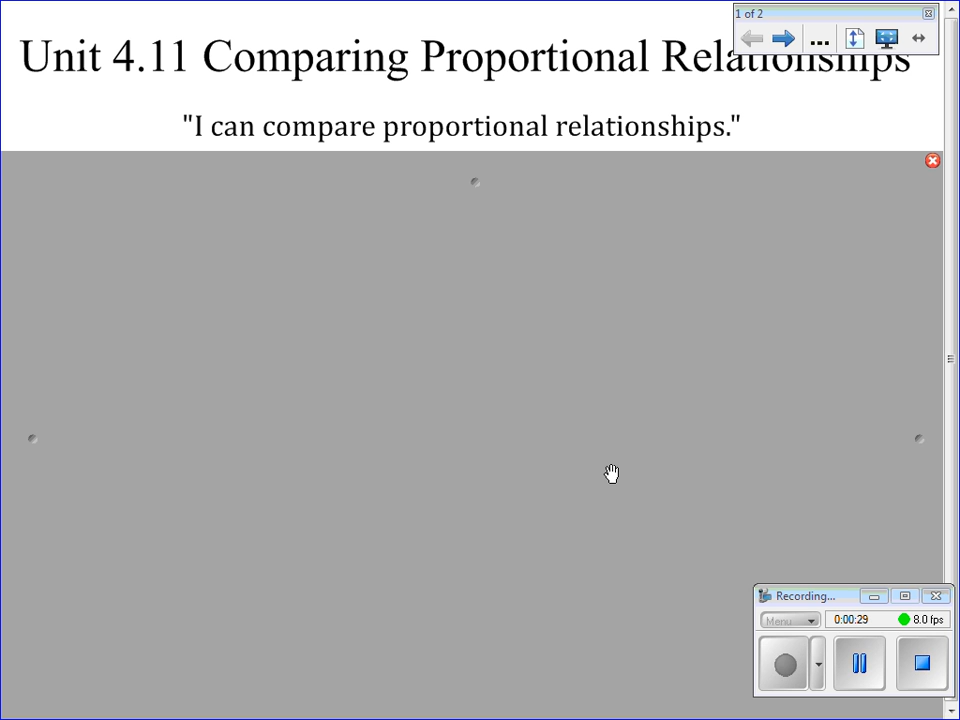 1 of 2
Unit 4.11 Comparing Proportional Relationships
"I can compare proportional relationships."
Recording...
Menu
0:00:29
8.0 fps